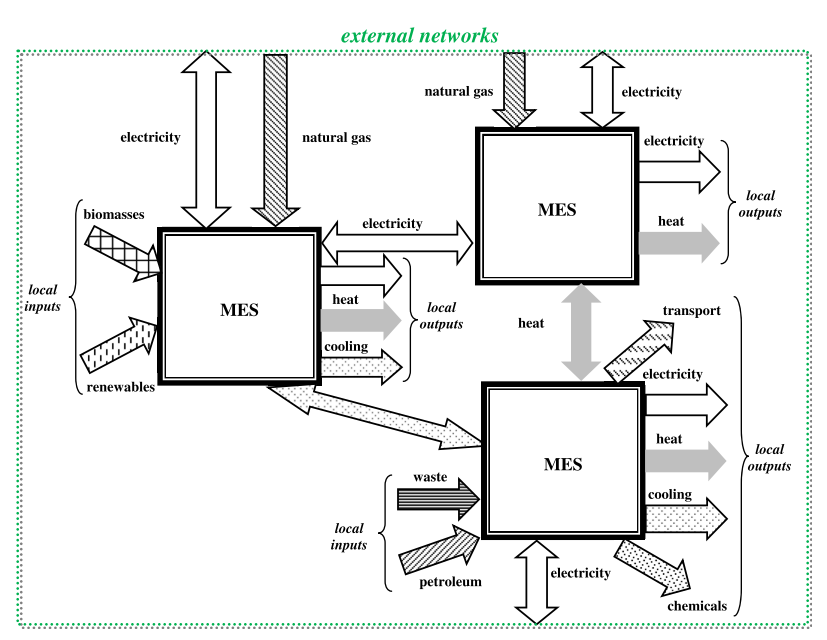 external networks
natural gas
electricity
electricity
natural gas
electricity
MES
local
outputs
heat
biomasses
electricity
local
inputs
MES
heat
local
outputs
cooling
renewables
heat
transport
electricity
MES
heat
local
outputs
cooling
waste
local
inputs
petroleum
electricity
chemicals